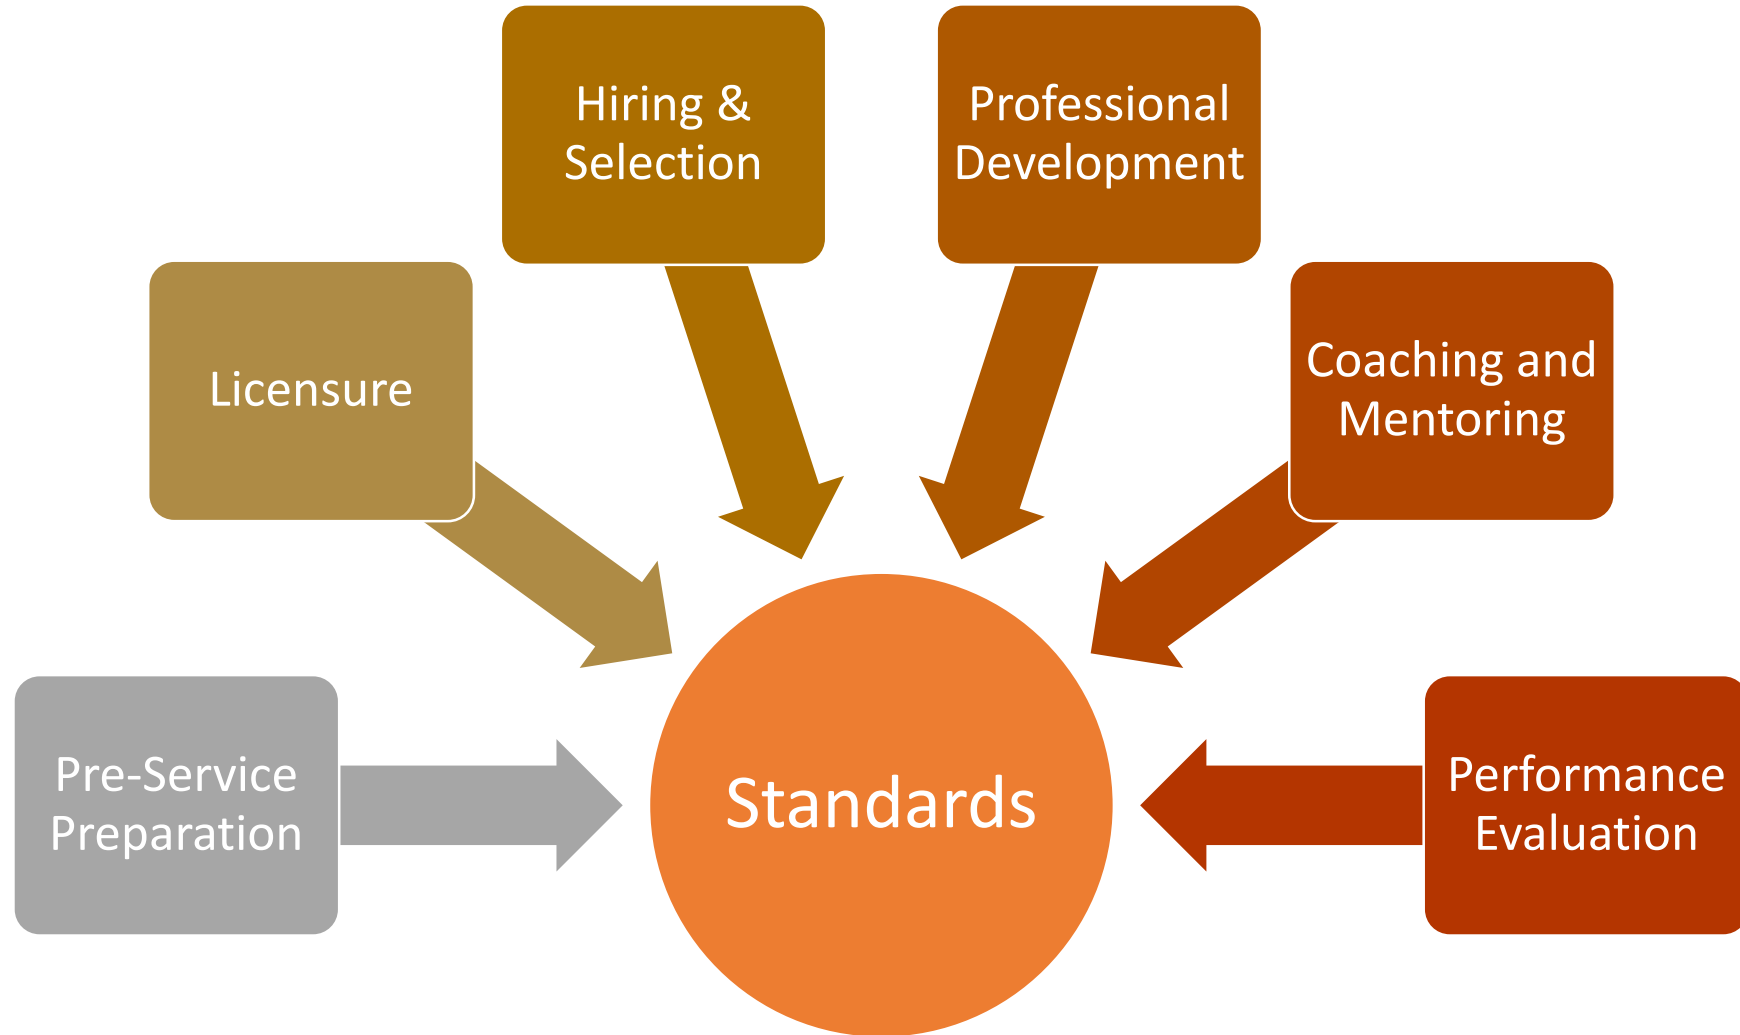 Hiring &
Selection
Professional
Development
Licensure
Coaching and
Mentoring
Pre-Service
Preparation
Standards
Performance
Evaluation